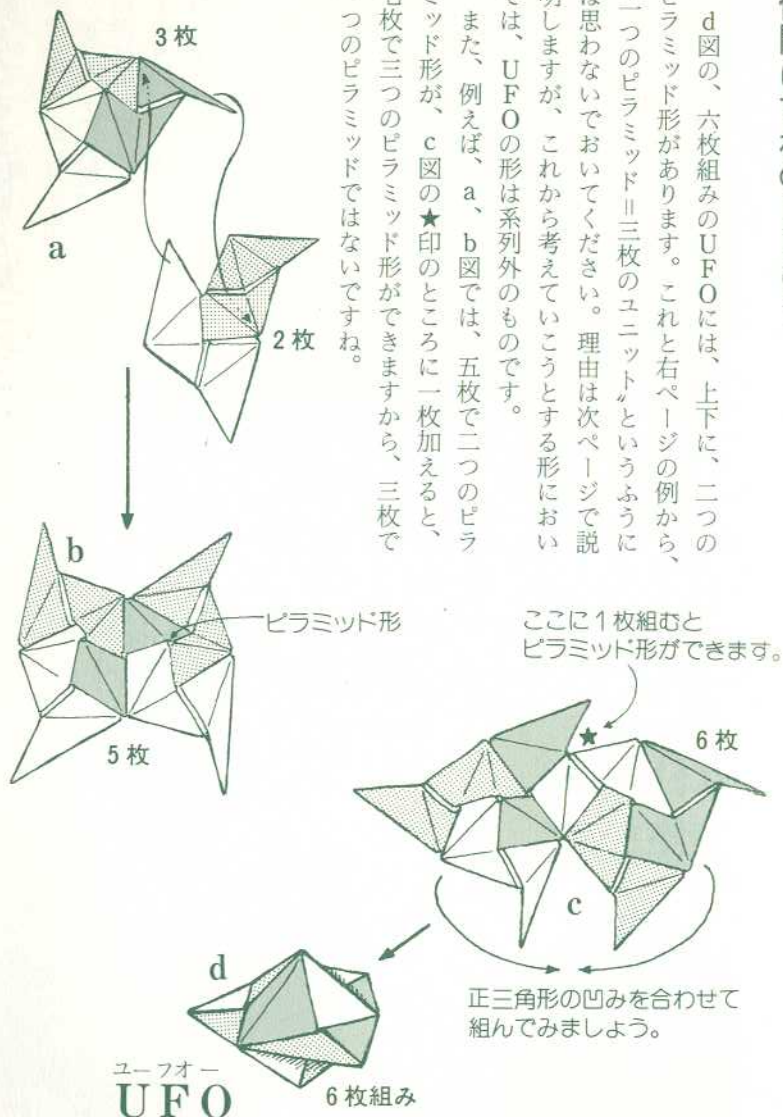 d図の、六枚組みのUFOには、上下に、二つの
ピラミッド形があります。これと右ページの例から、
一つのピラミッド＝三枚のユニット〟というふうに
は思わないでおいてください。理由は次ページで説
明しますが、これから考えていこうとする形におい
ては、UFOの形は系列外のものです。
また、例えば、a、b図では、五枚で二つのピラ
ミッド形が、c図の★印のところに一枚加えると、
七枚で三つのピラミッド形ができますから、三枚で
つのピラミッドではないですね。
3枚
a
2枚
b
ピラミッド形
5枚
ここに1枚組むと
ピラミッド形ができます。
★
6枚
c
正三角形の凹みを合わせて
組んでみましょう。
d
ユーフォー
UFO
6枚組み